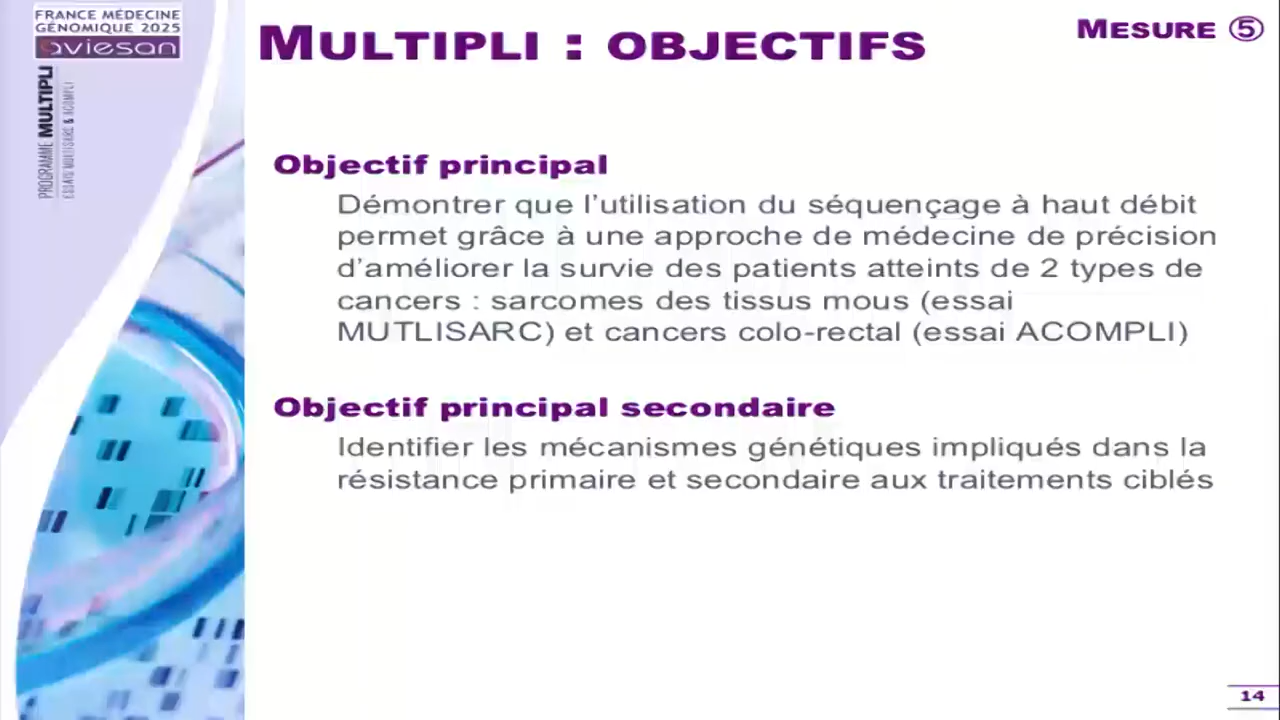 FRANCE MÉDECINE
GÉNOMIQUE 2025
aviesan
PROGRAMME MULTIPLI
ESSAIS MULTISARC & ACOMPLI
MULTIPLI : OBJECTIFS
MESURE ⑤
Objectif principal
Démontrer que l’utilisation du séquençage à haut débit
permet grâce à une approche de médecine de précision
d’améliorer la survie des patients atteints de 2 types de
cancers : sarcomes des tissus mous (essai
MUTLISARC) et cancers colo-rectal (essai ACOMPLI)
Objectif principal secondaire
Identifier les mécanismes génétiques impliqués dans la
résistance primaire et secondaire aux traitements ciblés
14